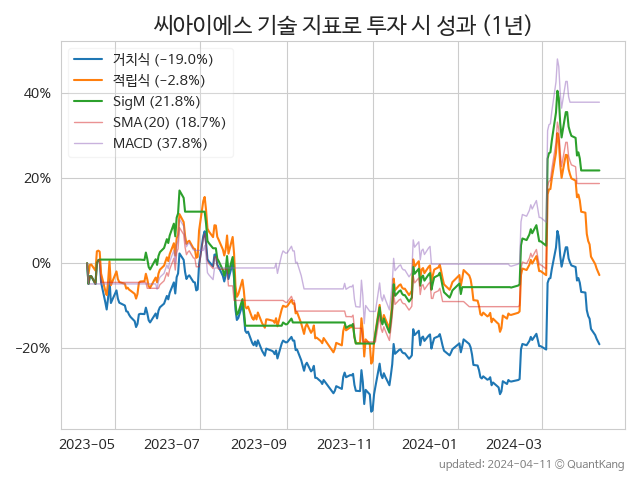 씨아이에스 기술 지표로 투자 시 성과 (1년)
거치식 (−19.0%)
적립식 (−2.8%)
SigM (21.8%)
SMA(20) (18.7%)
MACD (37.8%)
40%
20%
0%
−20%
2023-05 2023-07 2023-09 2023-11 2024-01 2024-03
updated: 2024-04-11 © QuantKang